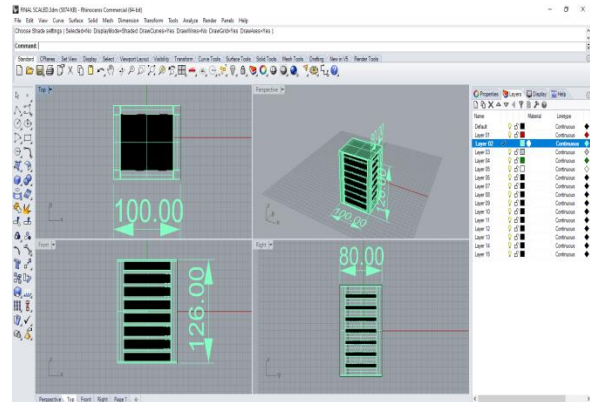 RINAL SCALED.3dm (5874 KB) - Rhinoceros Commercial (64-bit)
File Edit View Curve Surface Solid Mesh Dimension Transform Tools Analyze Render Panels Help
Choose Shade settings ( Selected=No DisplayMode=Shaded DrawCurves=Yes DrawWires=No DrawGrid=Yes DrawAxes=Yes )
Command
Standard CPlanes Set View Display Select Viewport Layout Visibility Transform Curve Tools Surface Tools Solid Tools Mesh Tools Drafting New in V5 Render Tools
Top
100.00
Perspective
100.00
126.00
Front
126.00
Right
80.00
Properties Layers Display Help
Name Material Linetype
Default Continuous
Layer 01 Continuous
Layer 02 Continuous
Layer 03 Continuous
Layer 04 Continuous
Layer 05 Continuous
Layer 06 Continuous
Layer 07 Continuous
Layer 08 Continuous
Layer 09 Continuous
Layer 10 Continuous
Layer 11 Continuous
Layer 12 Continuous
Layer 13 Continuous
Layer 14 Continuous
Layer 15 Continuous
Perspective Top Front Right Page 1